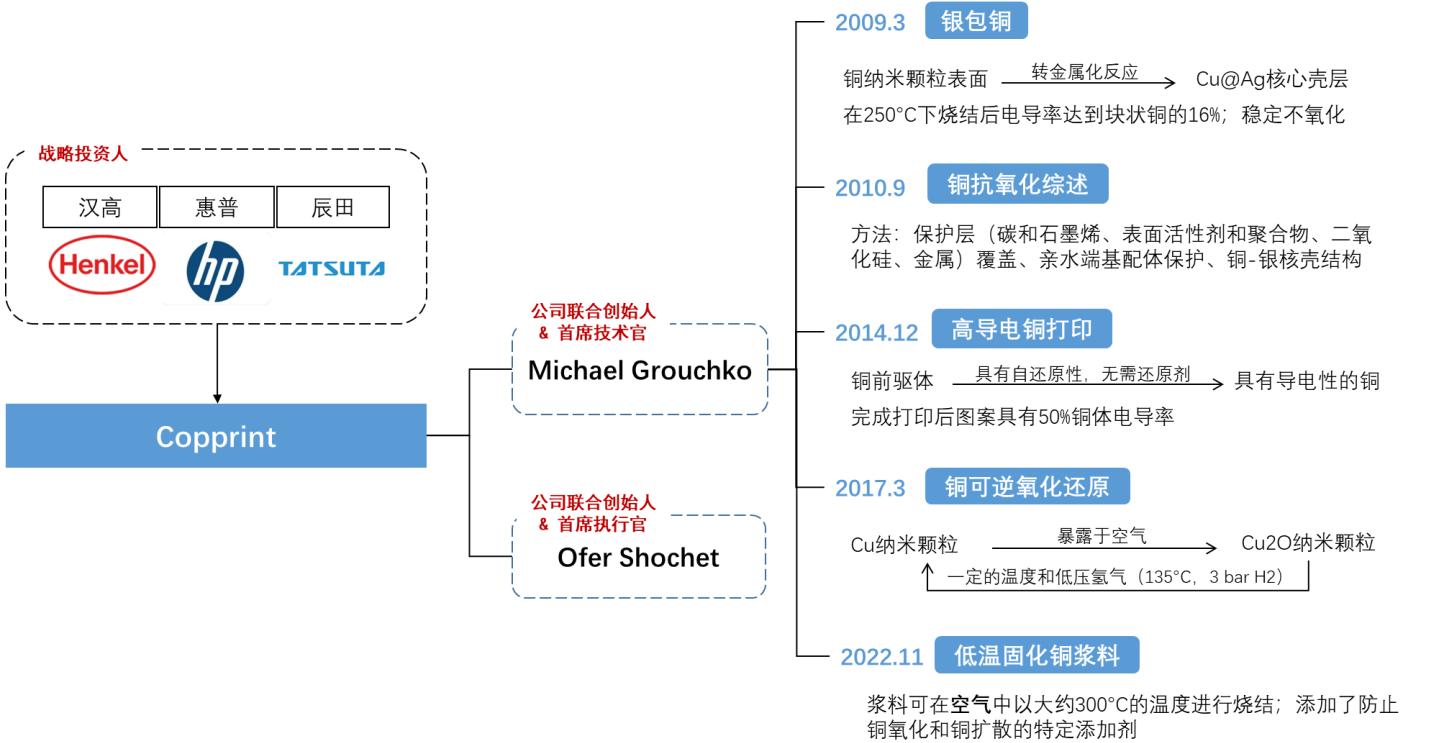 战略投资人
汉高
惠普
辰田
Henkel
hp
TATSUTA
Copprint
公司联合创始人
& 首席技术官
Michael Grouchko
公司联合创始人
& 首席执行官
Ofer Shochet
2009.3 银包铜
铜纳米颗粒表面 转金属化反应 Cu@Ag核心壳层
在250°C下烧结后电导率达到块状铜的16%；稳定不氧化
2010.9 铜抗氧化综述
方法：保护层（碳和石墨烯、表面活性剂和聚合物、二氧
化硅、金属）覆盖、亲水端基配体保护、铜-银核壳结构
2014.12 高导电铜打印
铜前驱体 具有自还原性，无需还原剂 具有导电性的铜
完成打印后图案具有50%铜体电导率
2017.3 铜可逆氧化还原
Cu纳米颗粒 暴露于空气 Cu2O纳米颗粒
一定的温度和低压氢气（135°C，3 bar H2）
2022.11 低温固化铜浆料
浆料可在空气中以大约300°C的温度进行烧结；添加了防止
铜氧化和铜扩散的特定添加剂